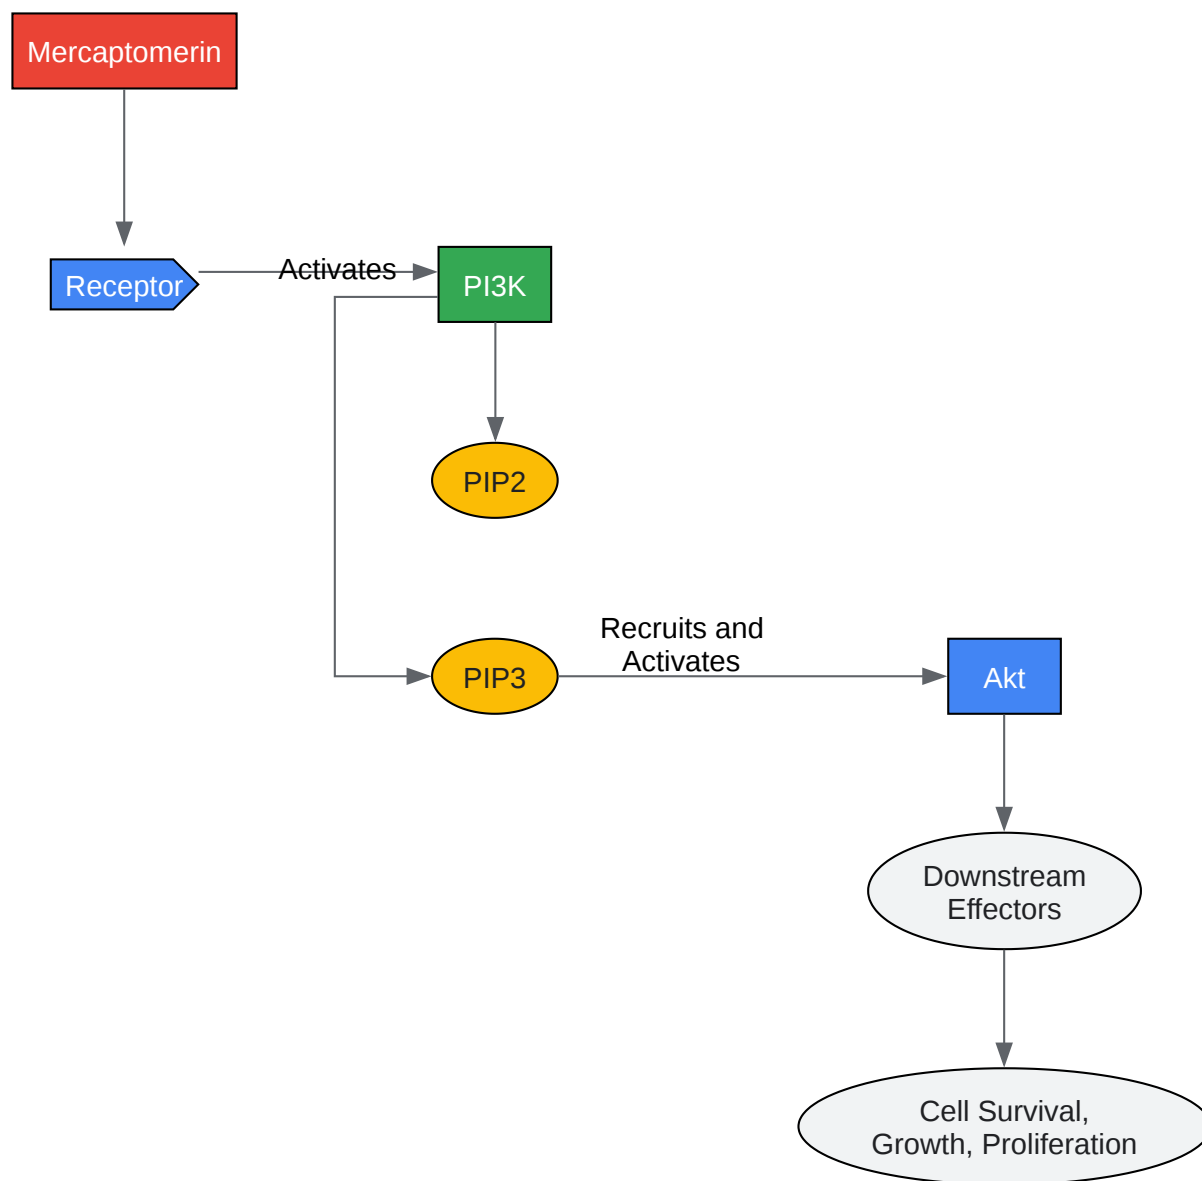 Mercaptomerin
Receptor
Activates
PI3K
PIP2
PIP3
Recruits and
Activates
Akt
Downstream
Effectors
Cell Survival,
Growth, Proliferation